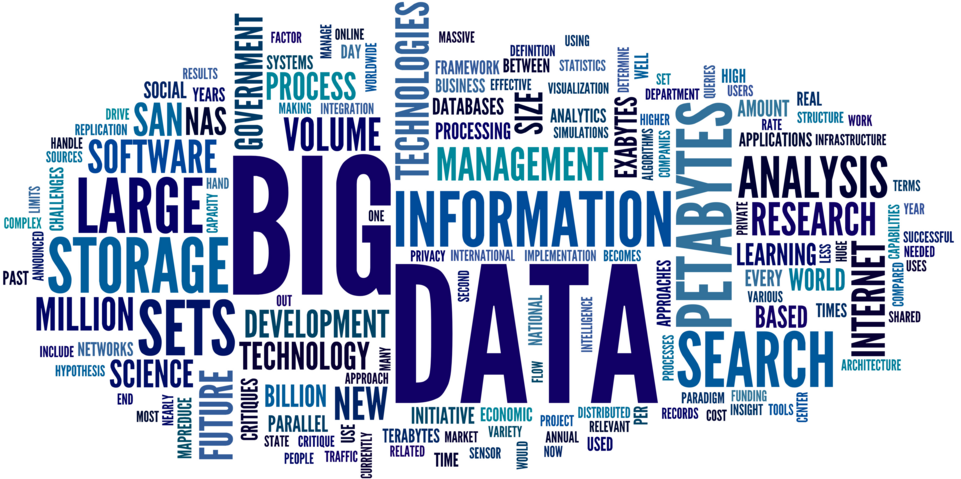 BIG
DATA
INFORMATION
MANAGEMENT
TECHNOLOGIES
GOVERNMENT
FACTOR
MANAGE
ONLINE
DAY
WORLDWIDE
SYSTEMS
PROCESS
MAKING
INTEGRATION
VOLUME
RESULTS
SOCIAL
YEARS
DRIVE
SAN
NAS
REPLICATION
HANDLE
SOURCES
SOFTWARE
CHALLENGES
LIMITS
COMPLEX
LARGE
HAND
CAPACITY
STORAGE
ANNOUNCED
PAST
MILLION
SETS
INCLUDE
NETWORKS
HYPOTHESIS
SCIENCE
END
MOST
NEARLY
MAPREDUCE
FUTURE
OUT
DEVELOPMENT
TECHNOLOGY
MANY
APPROACH
CRITIQUES
BILLION
NEW
PARALLEL
STATE
CRITIQUE
USE
PEOPLE
TRAFFIC
CURRENTLY
ONE
MASSIVE
DEFINITION
USING
FRAMEWORK
BETWEEN
STATISTICS
BUSINESS
EFFECTIVE
VISUALIZATION
DATABASES
SIZE
ANALYTICS
PROCESSING
SIMULATIONS
DETERMINE
WELL
EXABYTES
HIGHER
ALGORITHMS
COMPANIES
SET
DEPARTMENT
QUERIES
HIGH
USERS
PETABYTES
AMOUNT
REAL
STRUCTURE
WORK
RATE
APPLICATIONS
INFRASTRUCTURE
ANALYSIS
TERMS
PRIVATE
RESEARCH
CAPABILITIES
YEAR
LEARNING
LESS
HUGE
SUCCESSFUL
NEEDED
USES
COMPARED
EVERY
WORLD
VARIOUS
INTERNET
BASED
TIMES
SHARED
SEARCH
ARCHITECTURE
PRIVACY
INTERNATIONAL
IMPLEMENTATION
BECOMES
SECOND
APPROACHES
NATIONAL
INTELLIGENCE
FLOW
PROCESSES
INITIATIVE
ECONOMIC
PROJECT
DISTRIBUTED
PER
RECORDS
PARADIGM
FUNDING
COST
INSIGHT
TOOLS
CENTER
TERABYTES
MARKET
VARIETY
RELEVANT
ANNUAL
USED
RELATED
TIME
SENSOR
WOULD
NOW